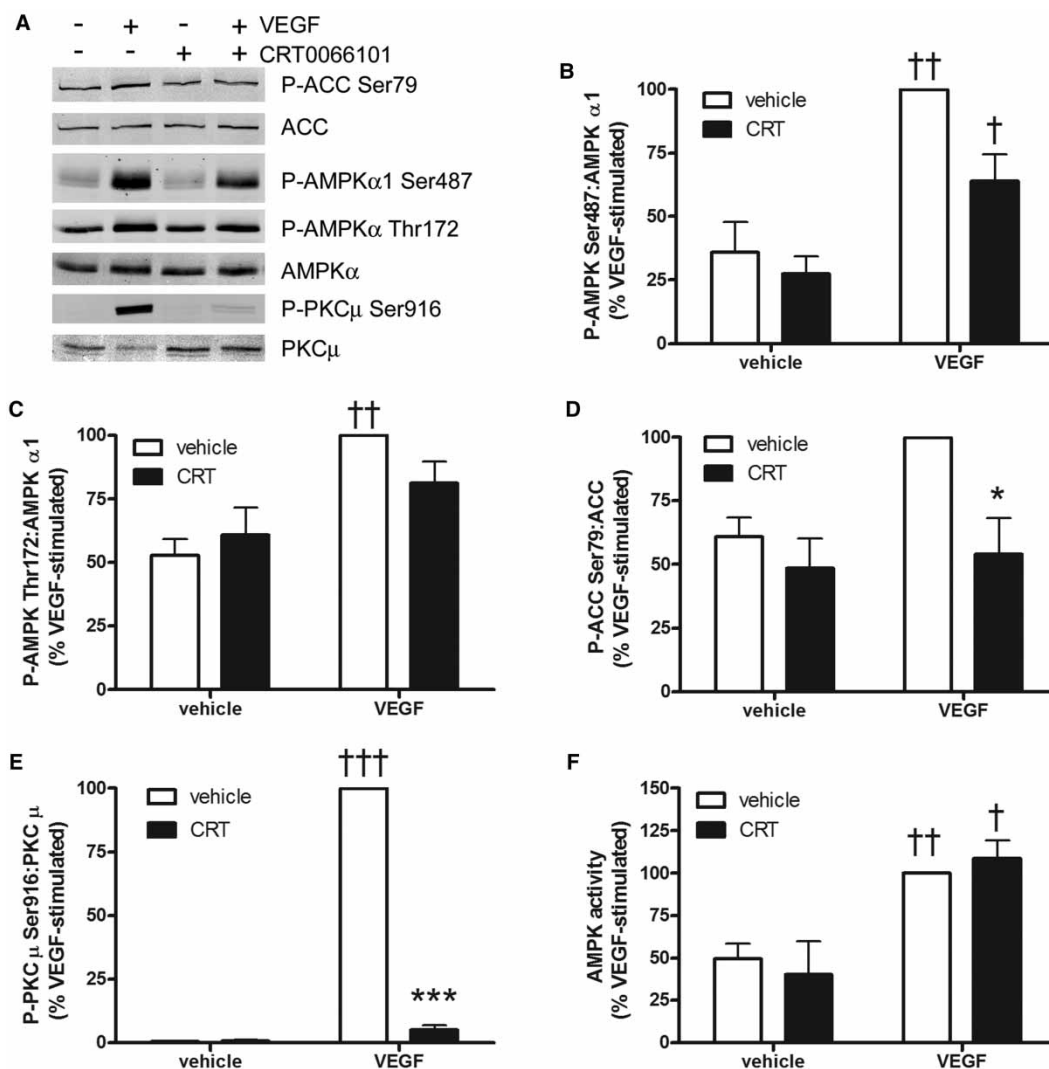 A
- + - + VEGF
- - + + CRT0066101
P-ACC Ser79
ACC
P-AMPKα1 Ser487
P-AMPKα Thr172
AMPKα
P-PKCμ Ser916
PKCμ
B
P-AMPK Ser487:AMPK α1
(% VEGF-stimulated)
100
75
50
25
0
vehicle
CRT
††
†
vehicle VEGF
C
P-AMPK Thr172:AMPK α1
(% VEGF-stimulated)
100
75
50
25
0
vehicle
CRT
††
vehicle VEGF
D
P-ACC Ser79:ACC
(% VEGF-stimulated)
100
75
50
25
0
vehicle
CRT
*
vehicle VEGF
E
P-PKC μ Ser916:PKC μ
(% VEGF-stimulated)
100
75
50
25
0
vehicle
CRT
†††
***
vehicle VEGF
F
AMPK activity
(% VEGF-stimulated)
150
125
100
75
50
25
0
vehicle
CRT
††
†
vehicle VEGF